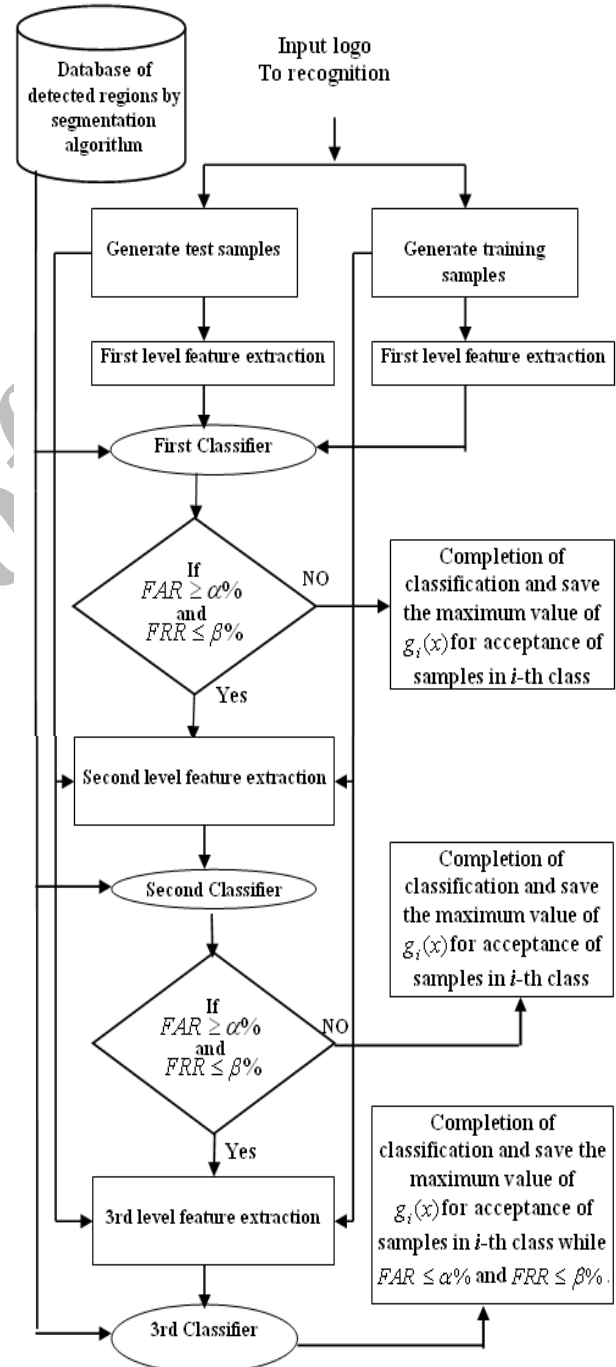 Database of
detected regions by
segmentation
algorithm
Input logo
To recognition
Generate test samples
Generate training
samples
First level feature extraction
First level feature extraction
First Classifier
If
FAR ≥ α%
and
FRR ≤ β%
NO
Yes
Completion of
classification and save
the maximum value of
g_i(x) for acceptance of
samples in i-th class
Second level feature extraction
Second Classifier
If
FAR ≥ α%
and
FRR ≤ β%
NO
Yes
Completion of
classification and save
the maximum value of
g_i(x) for acceptance of
samples in i-th class
3rd level feature extraction
3rd Classifier
Completion of
classification and save the
maximum value of
g_i(x) for acceptance of
samples in i-th class while
FAR ≤ α% and FRR ≤ β% .